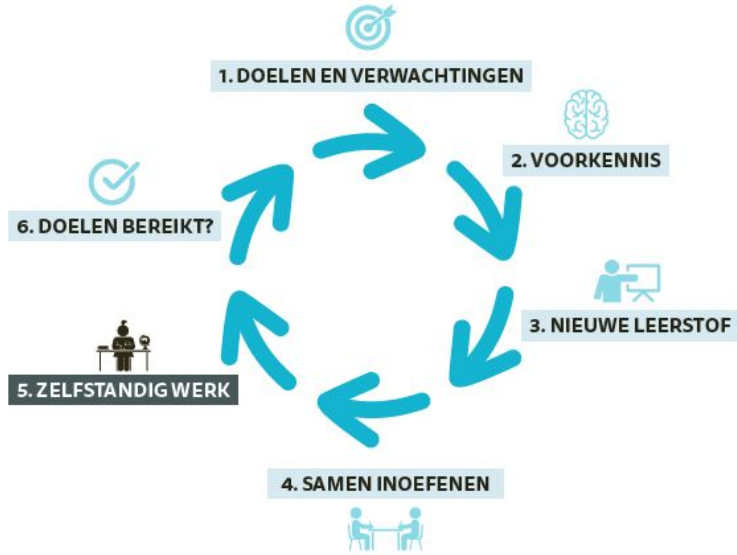 1. DOELEN EN VERWACHTINGEN
2. VOORKENNIS
3. NIEUWE LEERSTOF
4. SAMEN INOEFENEN
5. ZELFSTANDIG WERK
6. DOELEN BEREIKT?